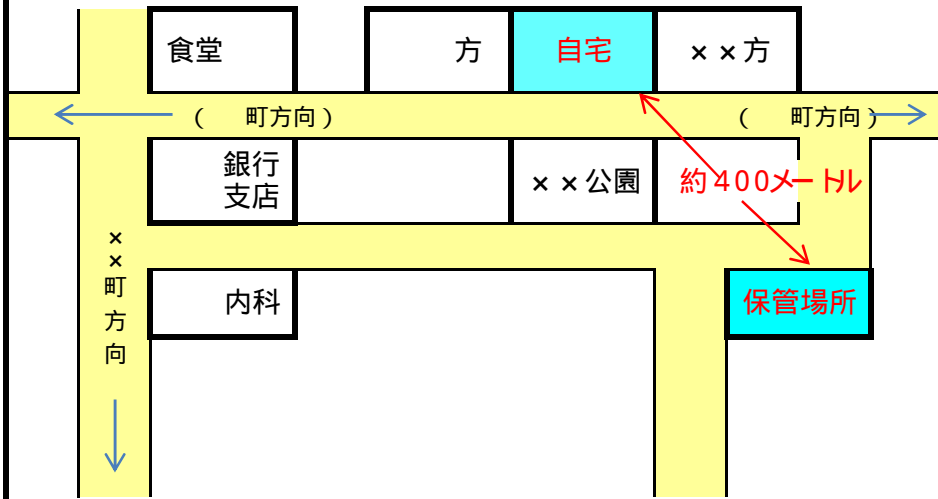 食堂
方
自宅
××方
( 町方向)
( 町方向)
銀行
支店
××公園
約400メートル
××町方向
内科
保管場所